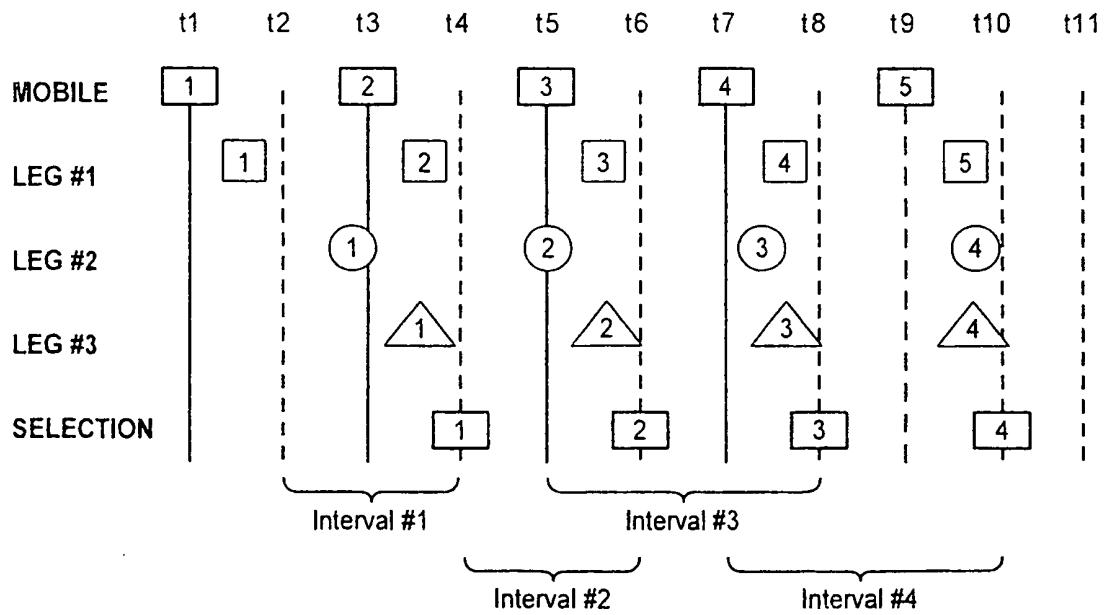 t1 t2 t3 t4 t5 t6 t7 t8 t9 t10 t11
MOBILE 1 2 3 4 5
LEG #1 1 2 3 4 5
LEG #2 1 2 3 4
LEG #3 1 2 3 4
SELECTION 1 2 3 4
Interval #1 Interval #3
Interval #2 Interval #4